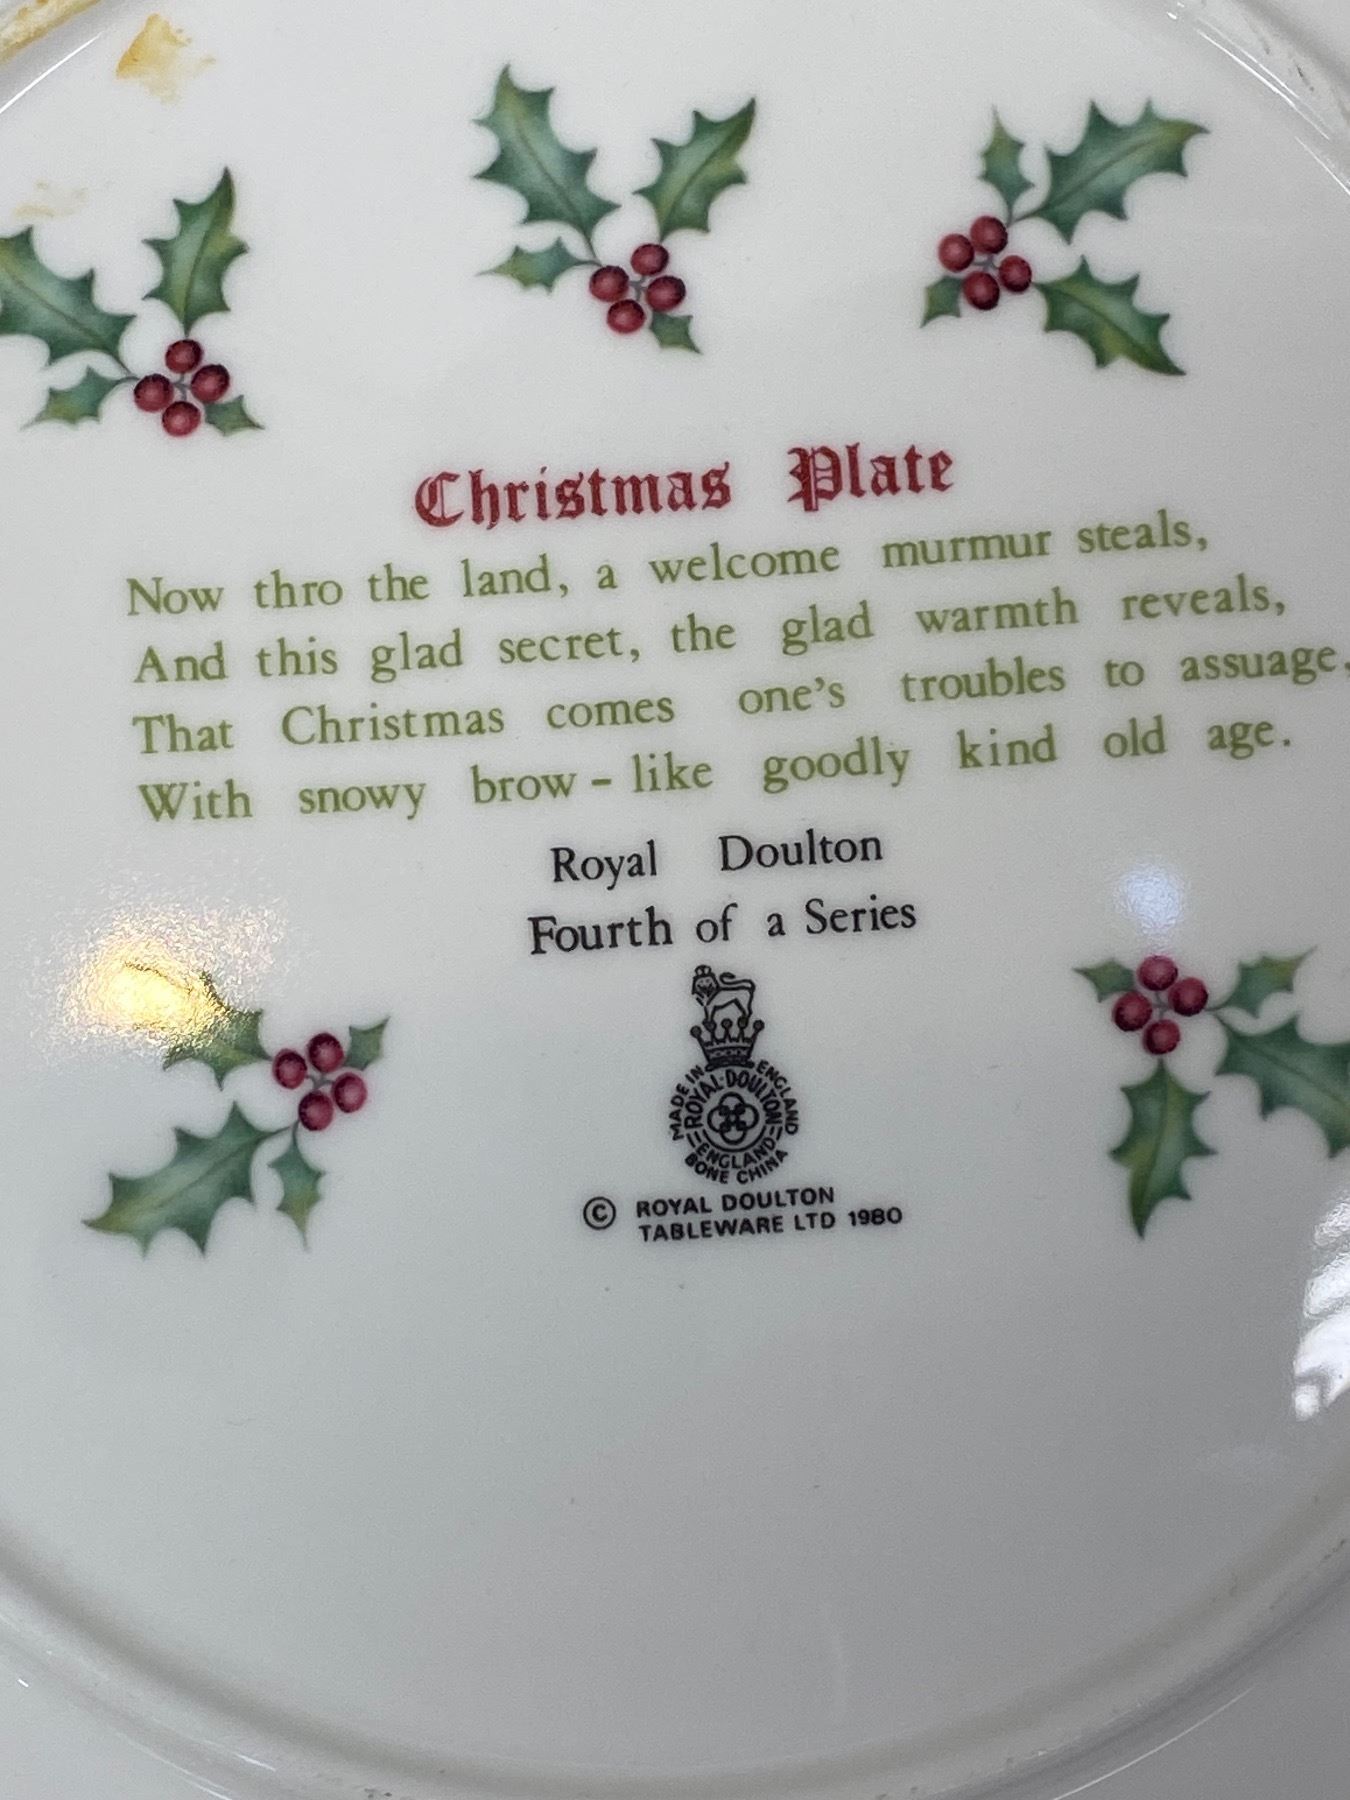 Christmas Plate
Now thro the land, a welcome murmur steals,
And this glad secret, the glad warmth reveals,
That Christmas comes one's troubles to assuage,
With snowy brow - like goodly kind old age.
Royal Doulton
Fourth of a Series
MADE IN ENGLAND
ROYAL·DOULTON
ENGLAND
BONE CHINA
© ROYAL DOULTON
TABLEWARE LTD 1980